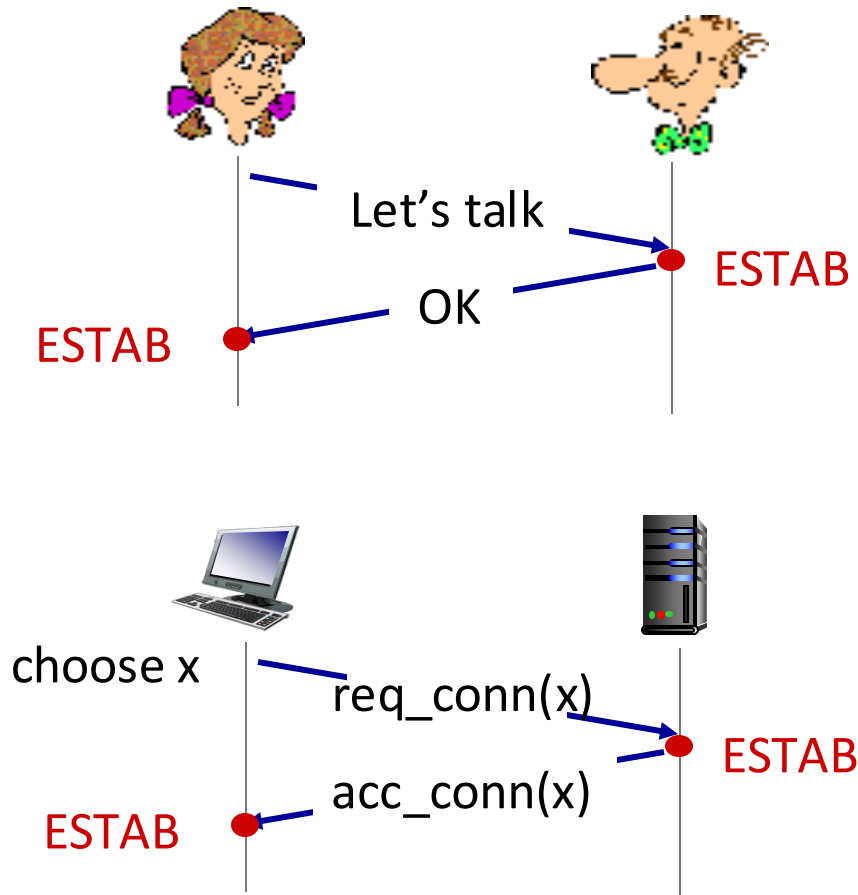 Let’s talk
ESTAB
OK
ESTAB
choose x
req_conn(x)
ESTAB
acc_conn(x)
ESTAB